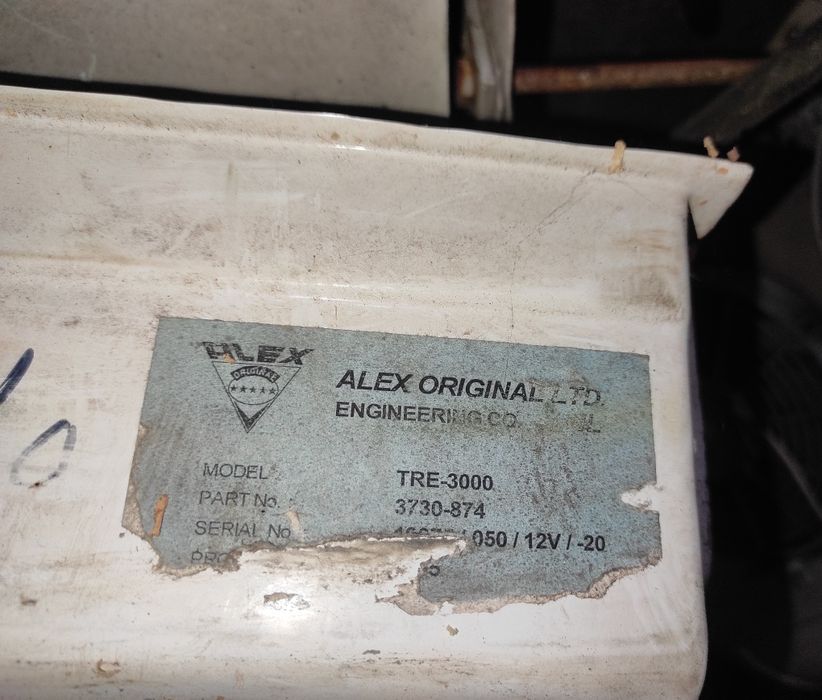 ALEX
ORIGINAL
ALEX ORIGINAL LTD.
ENGINEERING CO.
MODEL : TRE-3000
PART No. : 3730-874
SERIAL No 050 / 12V / -20